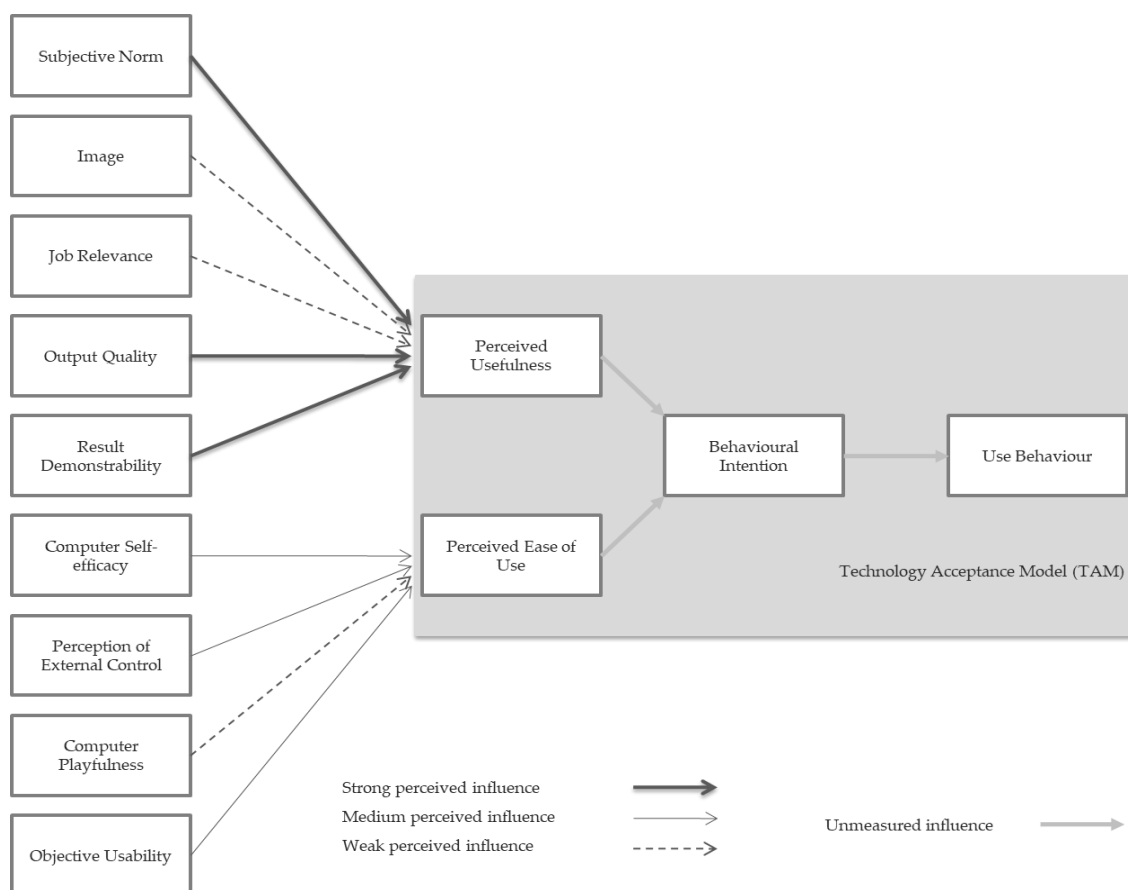 Subjective Norm
Image
Job Relevance
Output Quality
Result
Demonstrability
Computer Self-
efficacy
Perception of
External Control
Computer
Playfulness
Objective Usability
Perceived
Usefulness
Perceived Ease of
Use
Behavioural
Intention
Use Behaviour
Technology Acceptance Model (TAM)
Strong perceived influence
Medium perceived influence
Weak perceived influence
Unmeasured influence